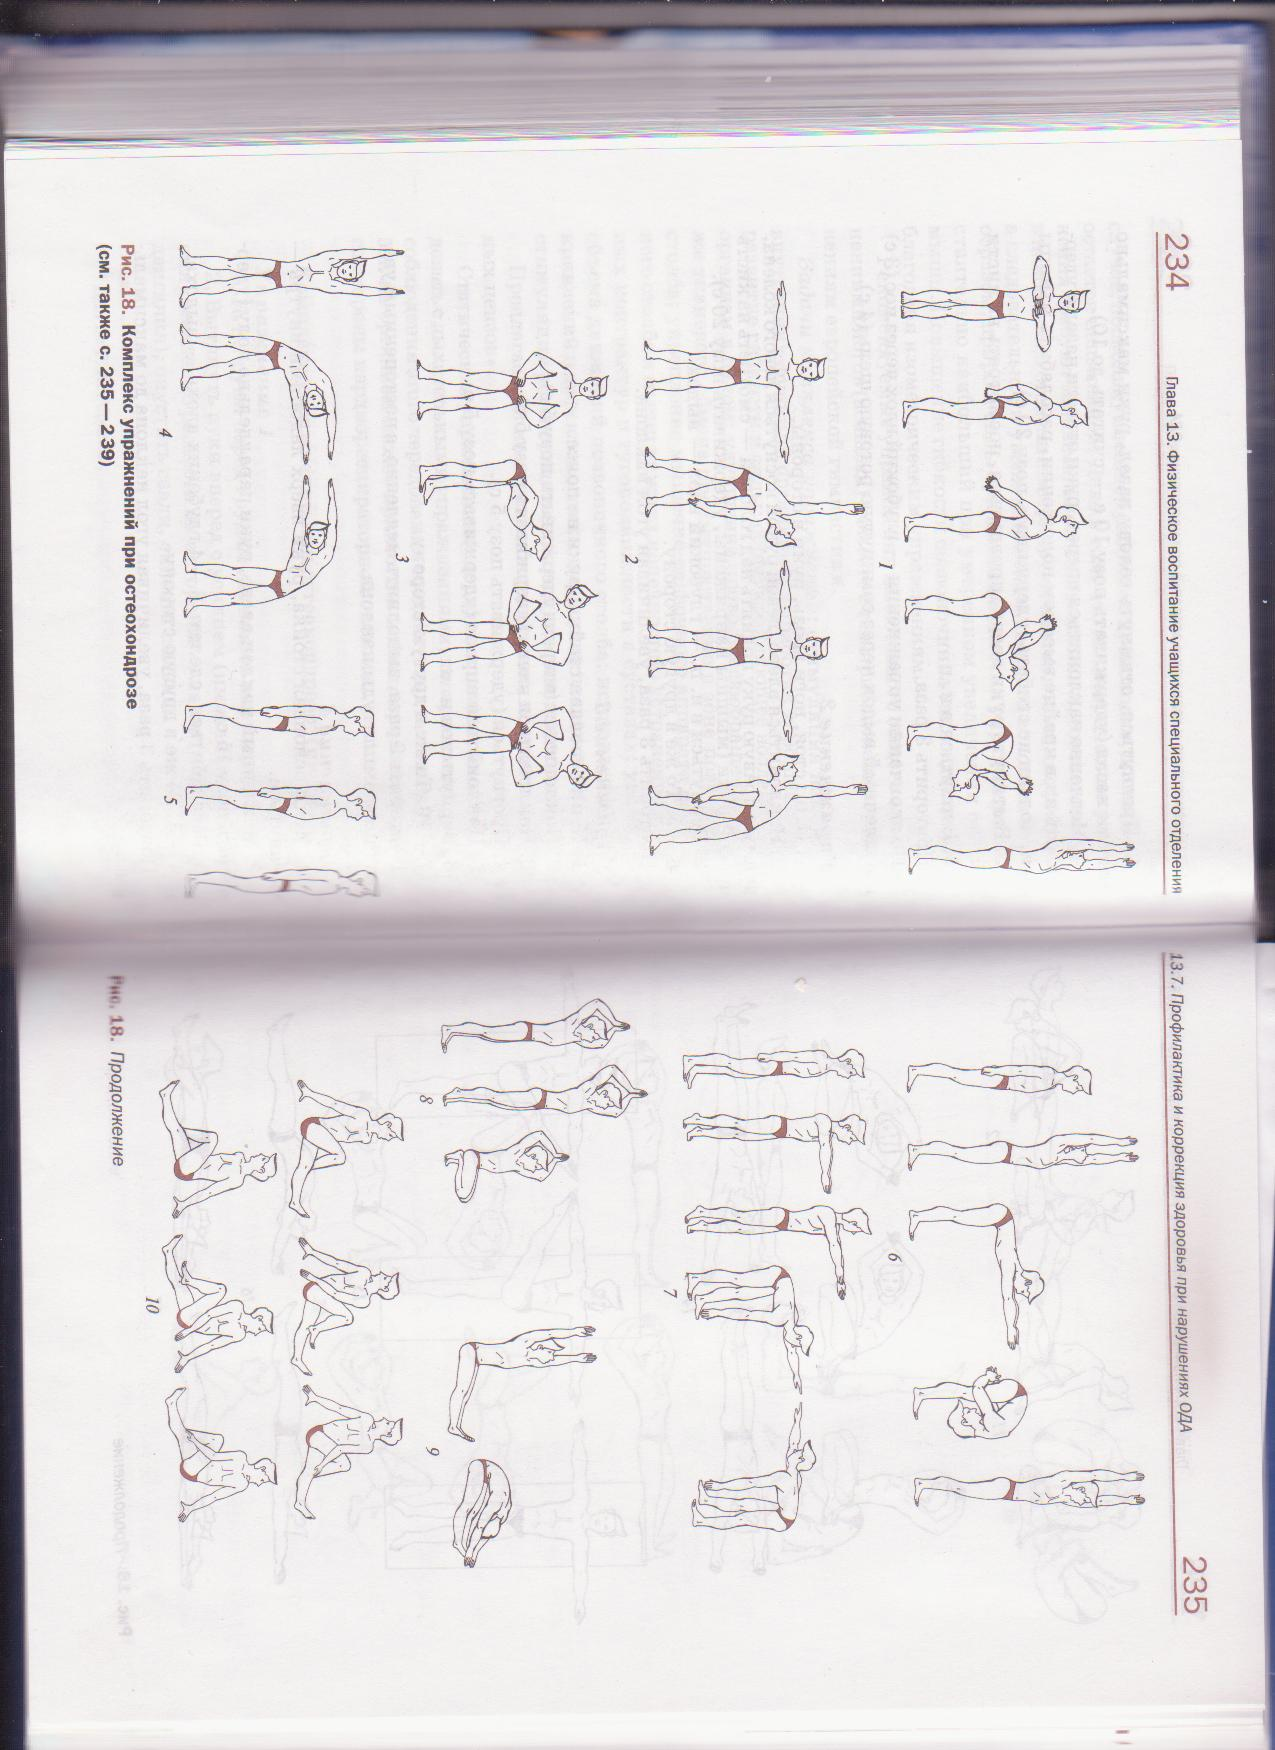 234
Глава 13. Физическое воспитание учащихся специального отделения
1
2
3
4
5
Рис. 18. Комплекс упражнений при остеохондрозе
(см. также с. 235—239)
13.7. Профилактика и коррекция здоровья при нарушениях ОДА
235
6
7
8
9
10
Рис. 18. Продолжение